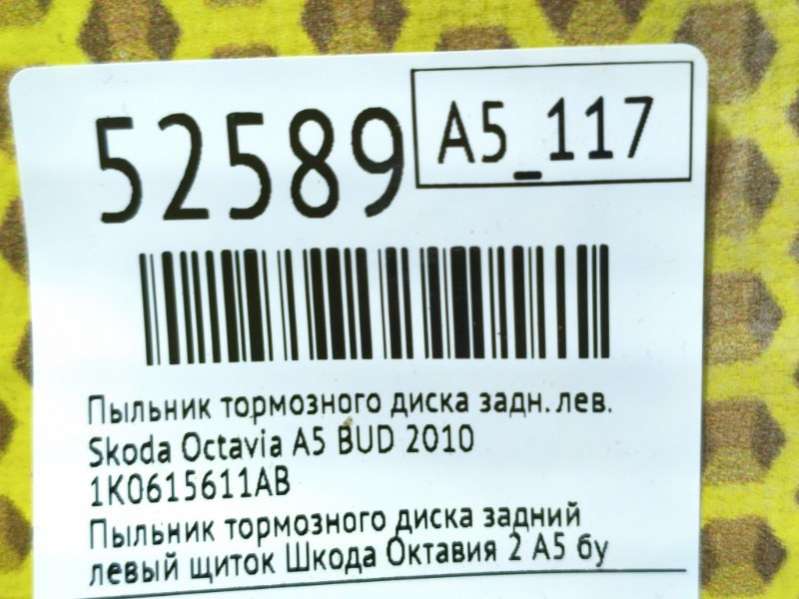 52589
A5_117
Пыльник тормозного диска задн. лев.
Skoda Octavia A5 BUD 2010
1K0615611AB
Пыльник тормозного диска задний
левый щиток Шкода Октавия 2 А5 бу